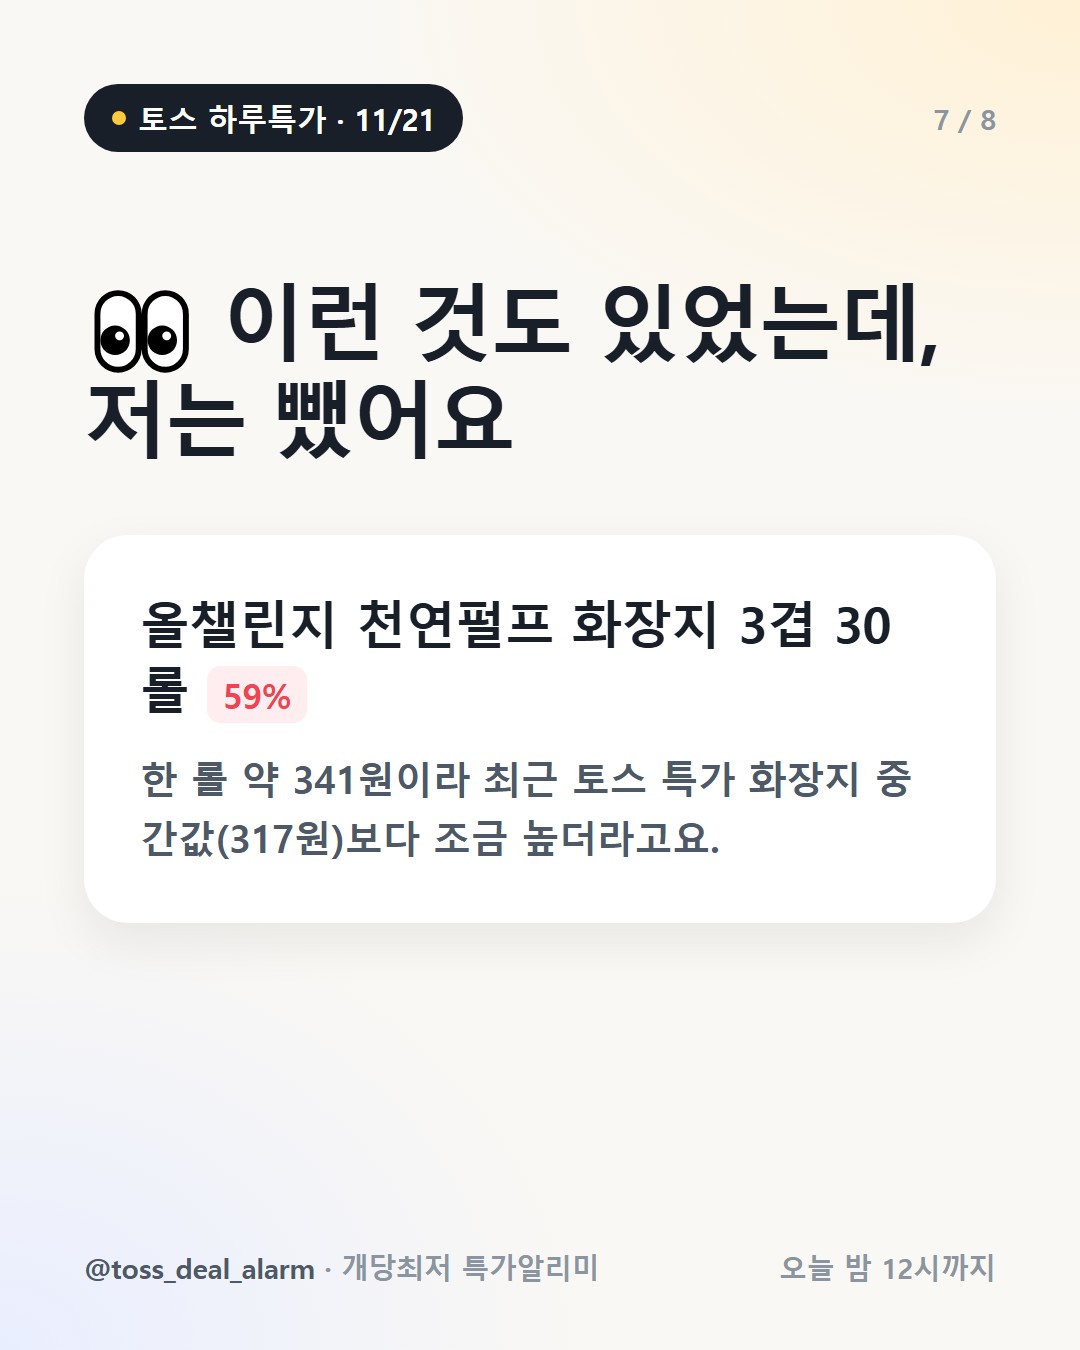 토스 하루특가 · 11/21
7 / 8
👀 이런 것도 있었는데,
저는 뺐어요
올챌린지 천연펄프 화장지 3겹 30
롤 59%
한 롤 약 341원이라 최근 토스 특가 화장지 중
간값(317원)보다 조금 높더라고요.
@toss_deal_alarm · 개당최저 특가알리미
오늘 밤 12시까지